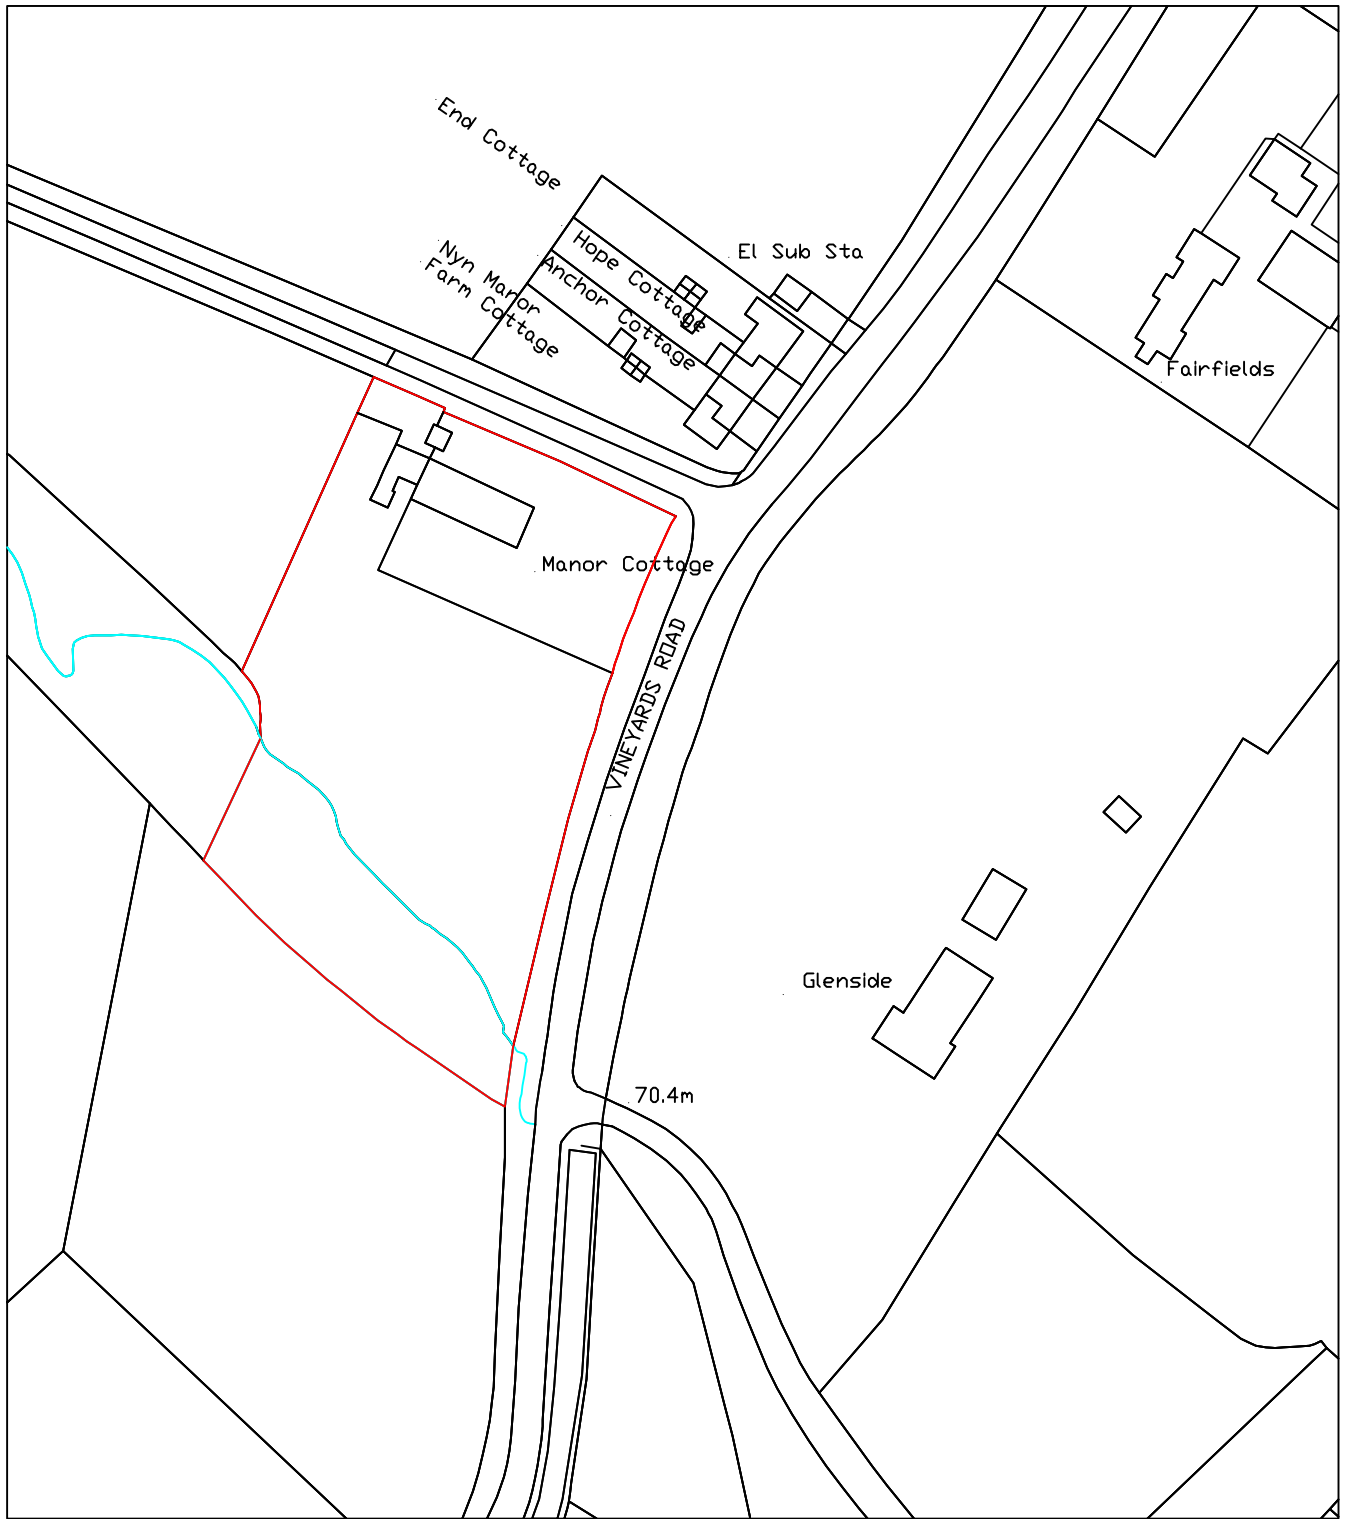 End Cottage
El Sub Sta
Hope Cottage
Nyn Manor
Farm Cottage
Anchor Cottage
Fairfields
Manor Cottage
VINEYARDS ROAD
Glenside
70.4m